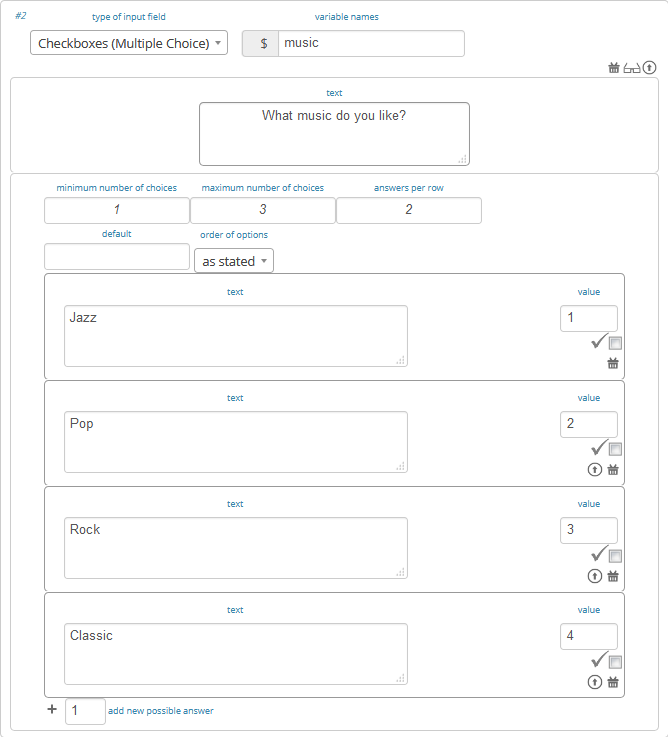 #2 type of input field variable names
Checkboxes (Multiple Choice) $ music
text
What music do you like?
minimum number of choices maximum number of choices answers per row
1 3 2
default order of options
as stated
text value
Jazz 1
text value
Pop 2
text value
Rock 3
text value
Classic 4
+ 1 add new possible answer